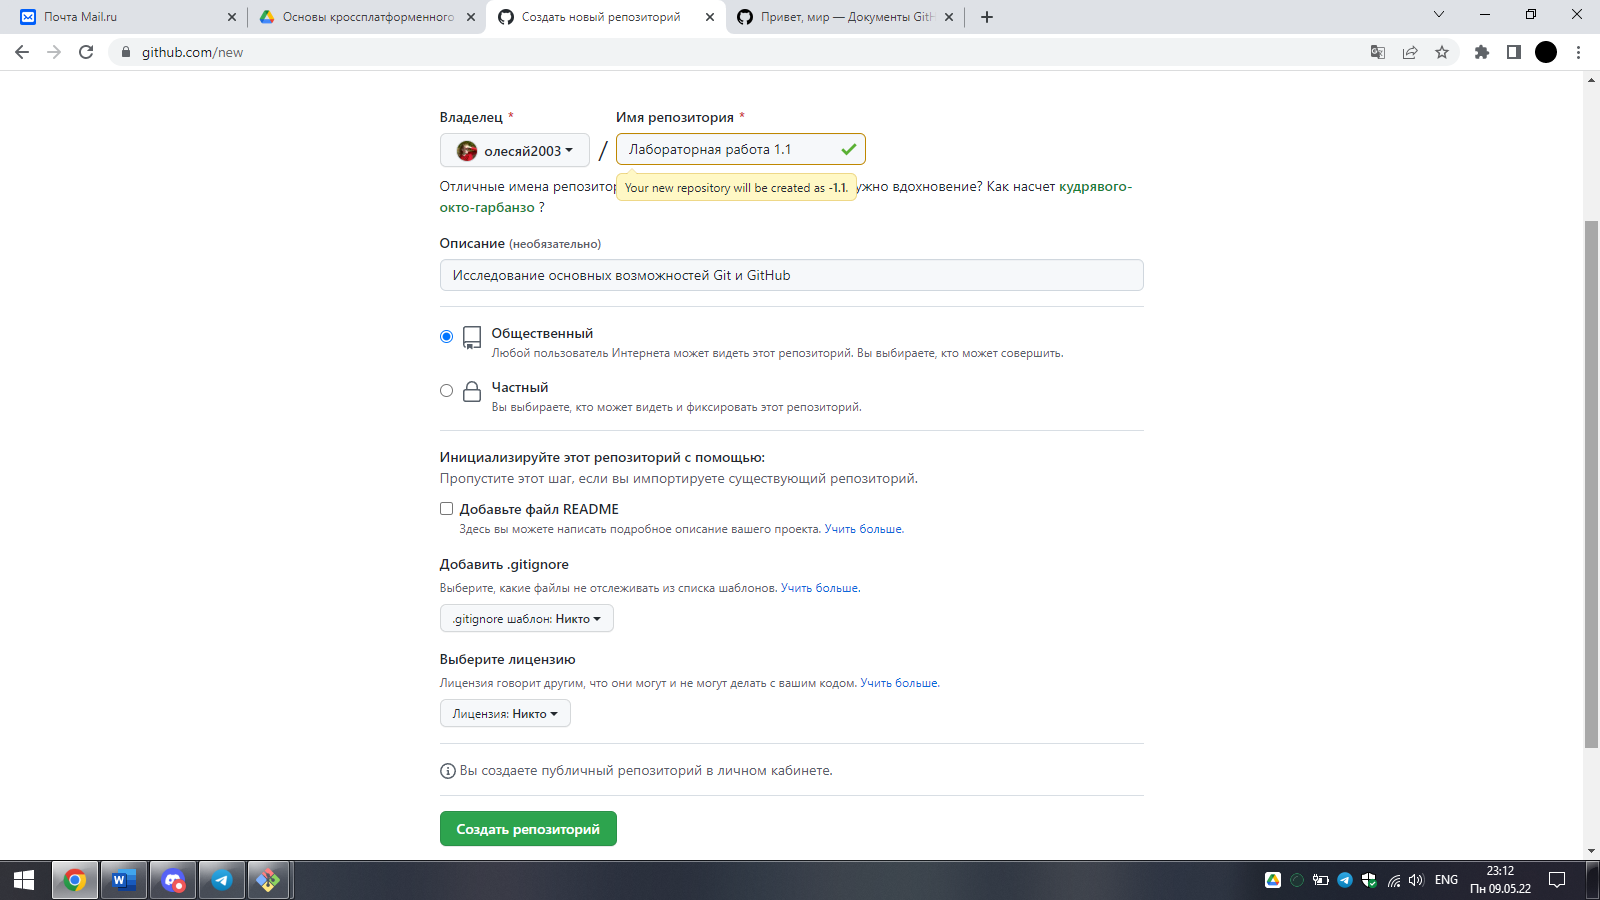 Почта Mail.ru
Основы кроссплатформенного
Создать новый репозиторий
Привет, мир — Документы GitH
github.com/new
Владелец *
Имя репозитория *
олесяй2003
/
Лабораторная работа 1.1
Отличные имена репозитор
Your new repository will be created as -1.1.
ужно вдохновение? Как насчет кудрявого-
окто-гарбанзо ?
Описание (необязательно)
Исследование основных возможностей Git и GitHub
Общественный
Любой пользователь Интернета может видеть этот репозиторий. Вы выбираете, кто может совершить.
Частный
Вы выбираете, кто может видеть и фиксировать этот репозиторий.
Инициализируйте этот репозиторий с помощью:
Пропустите этот шаг, если вы импортируете существующий репозиторий.
Добавьте файл README
Здесь вы можете написать подробное описание вашего проекта. Учить больше.
Добавить .gitignore
Выберите, какие файлы не отслеживать из списка шаблонов. Учить больше.
.gitignore шаблон: Никто
Выберите лицензию
Лицензия говорит другим, что они могут и не могут делать с вашим кодом. Учить больше.
Лицензия: Никто
Вы создаете публичный репозиторий в личном кабинете.
Создать репозиторий
ENG
23:12
Пн 09.05.22